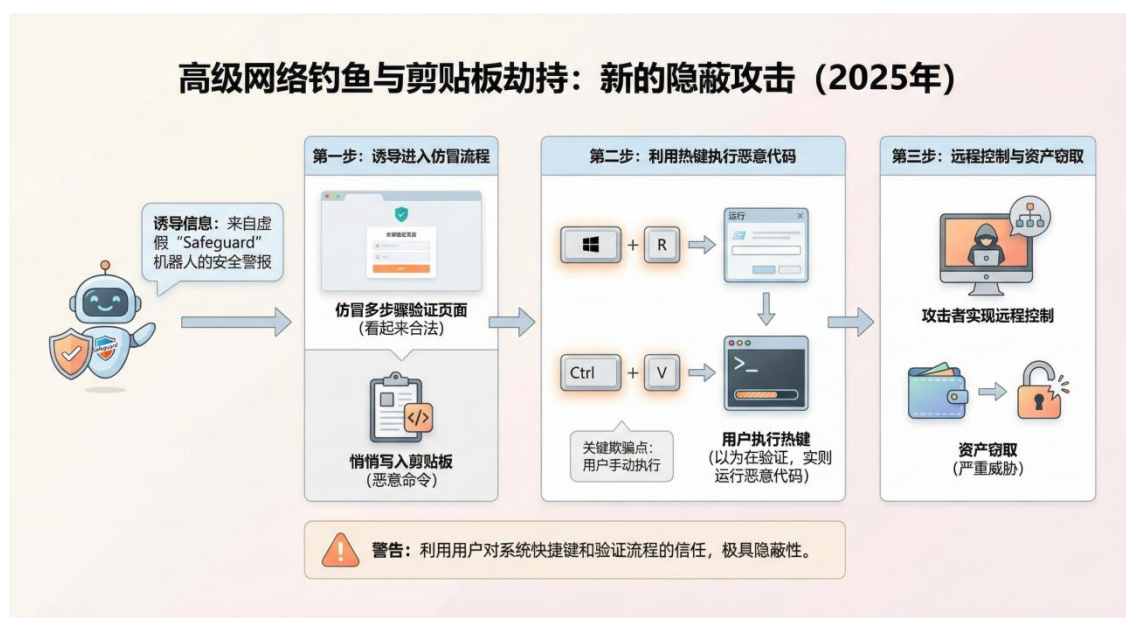 高级网络钓鱼与剪贴板劫持：新的隐蔽攻击（2025年）
诱导信息：来自虚
假“Safeguard”
机器人的安全警报
Safeguard
第一步：诱导进入仿冒流程
仿冒多步骤验证页面
(看起来合法)
悄悄写入剪贴板
(恶意命令)
第二步：利用热键执行恶意代码
R
运行
Ctrl
V
>_
关键欺骗点：
用户手动执行
用户执行热键
(以为在验证，实则
运行恶意代码)
第三步：远程控制与资产窃取
攻击者实现远程控制
资产窃取
(严重威胁)
警告：利用用户对系统快捷键和验证流程的信任，极具隐蔽性。